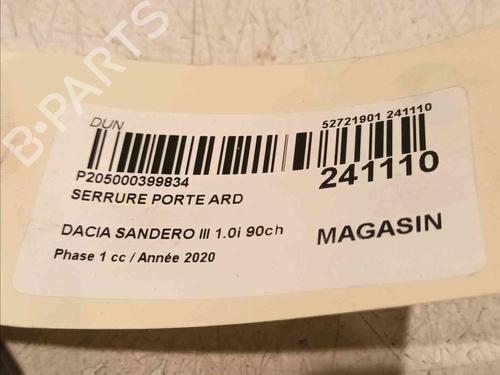 B-PARTS
DUN
52721901 241110
P205000399834
241110
SERRURE PORTE ARD
DACIA SANDERO III 1.0i 90ch
MAGASIN
Phase 1 cc / Année 2020